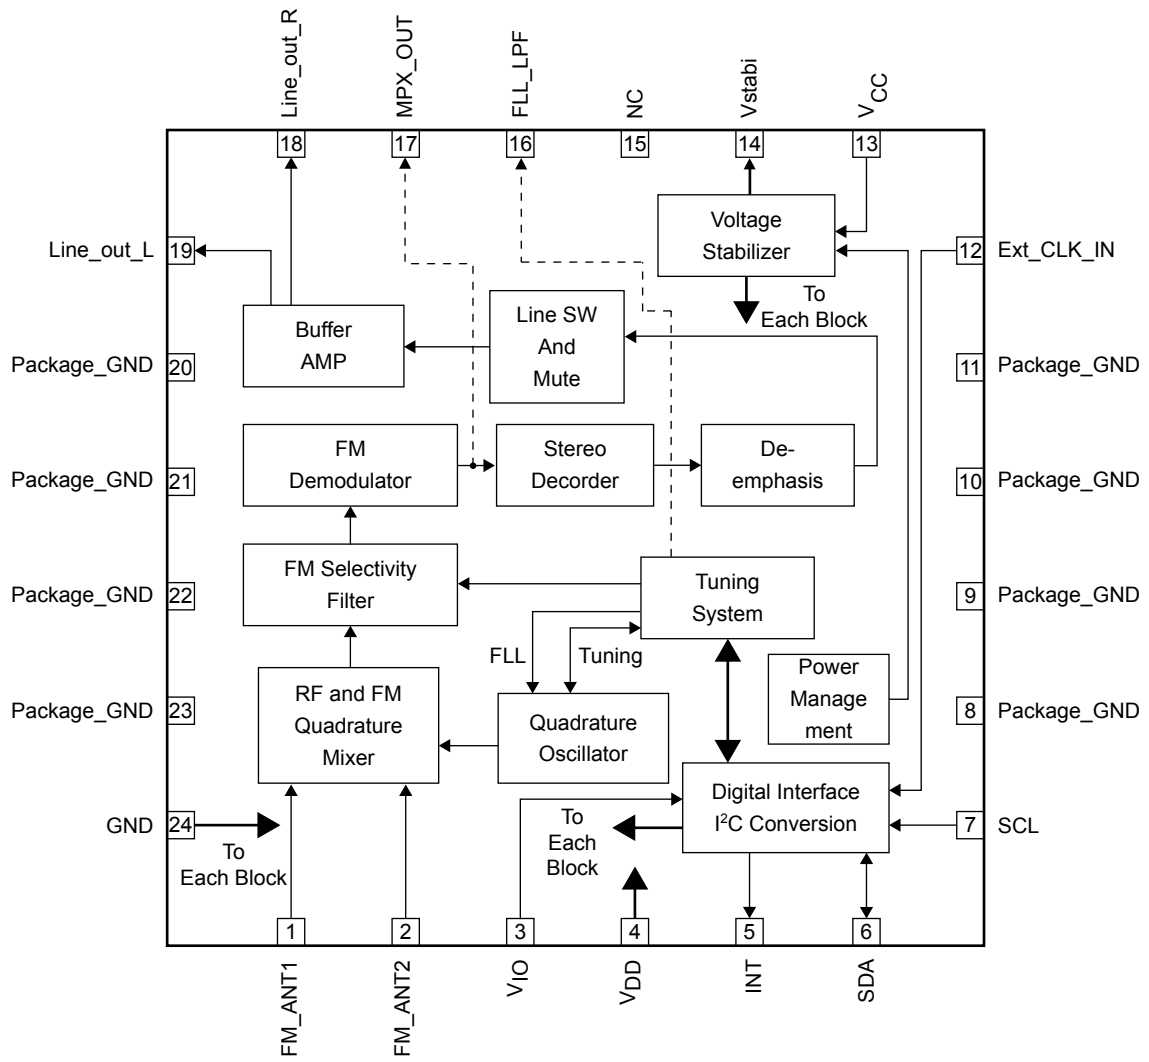 Line_out_R
MPX_OUT
FLL_LPF
NC
Vstabi
VCC
18
17
16
15
14
13
Voltage
Stabilizer
Line_out_L
19
12
Ext_CLK_IN
To
Each Block
Buffer
AMP
Line SW
And
Mute
Package_GND
20
11
Package_GND
FM
Demodulator
Stereo
Decorder
De-
emphasis
Package_GND
21
10
Package_GND
FM Selectivity
Filter
Tuning
System
Package_GND
22
9
Package_GND
FLL
Tuning
RF and FM
Quadrature
Mixer
Quadrature
Oscillator
Power
Manage
ment
Package_GND
23
8
Package_GND
Digital Interface
I²C Conversion
GND
24
To
Each Block
To
Each
Block
7
SCL
1
2
3
4
5
6
FM_ANT1
FM_ANT2
VIO
VDD
INT
SDA